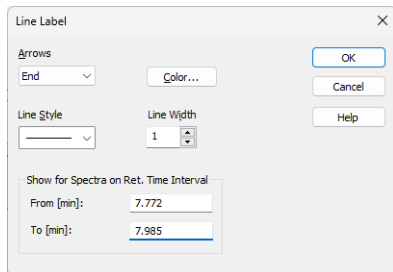 Line Label
Arrows
End
Color...
OK
Cancel
Help
Line Style
Line Width
1
Show for Spectra on Ret. Time Interval
From [min]:
7.772
To [min]:
7.985